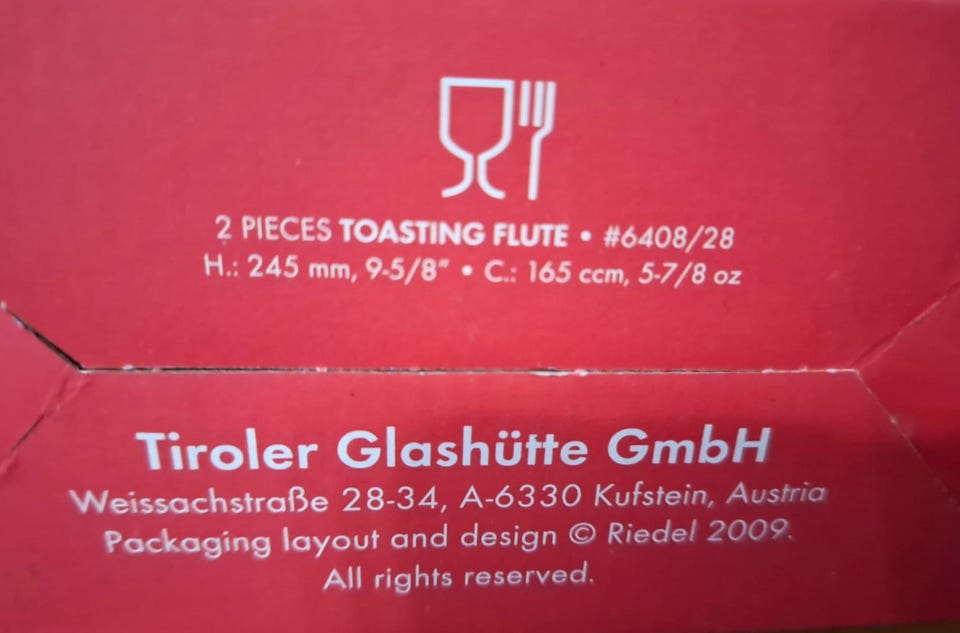 2 PIECES TOASTING FLUTE • #6408/28
H.: 245 mm, 9-5/8" • C.: 165 ccm, 5-7/8 oz
Tiroler Glashütte GmbH
Weissachstraße 28-34, A-6330 Kufstein, Austria
Packaging layout and design © Riedel 2009.
All rights reserved.